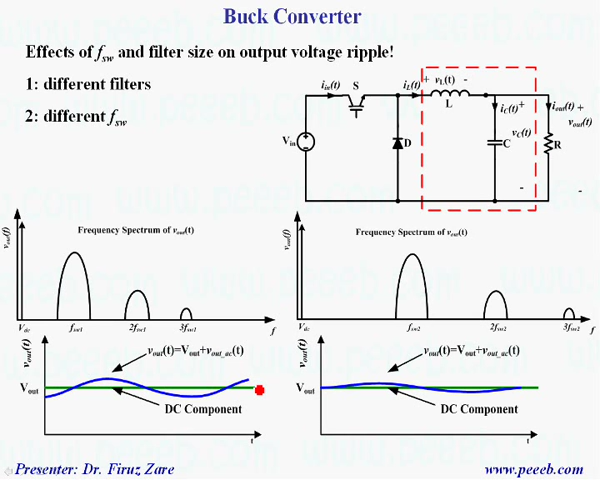 Buck Converter
Effects of fsw and filter size on output voltage ripple!
1: different filters
2: different fsw
iin(t) S iL(t) + vL(t) -
L
iC(t) + iout(t) +
vout(t)
Vin D vC(t) C R
- -
vout(f)
Frequency Spectrum of vout(t)
Vdc fsw1 2fsw1 3fsw1 f
vout(f)
Frequency Spectrum of vout(t)
Vdc fsw2 2fsw2 3fsw2 f
vout(t)
vout(t)=Vout+vout_ac(t)
Vout
DC Component
t
vout(t)
vout(t)=Vout+vout_ac(t)
Vout
DC Component
t
Presenter: Dr. Firuz Zare www.peeeb.com